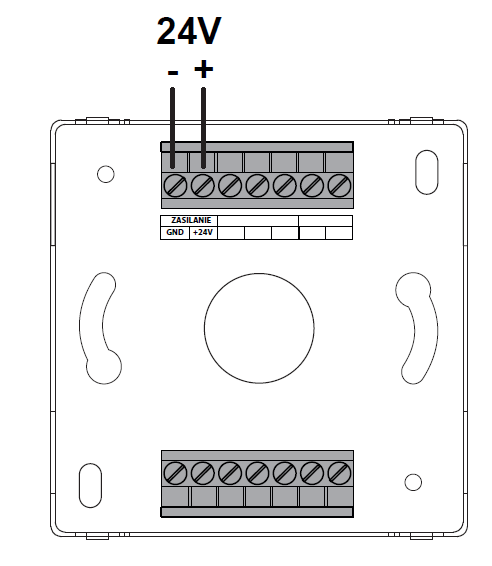 24V
- +
ZASILANIE
GND +24V